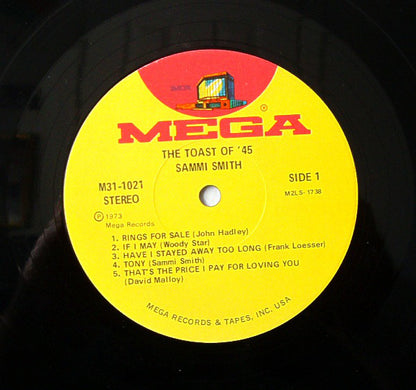 MEGA
®
THE TOAST OF '45
SAMMI SMITH
M31-1021
STEREO
SIDE 1
MZLS-1738
Ⓟ 1973
Mega Records
1. RINGS FOR SALE (John Hadley)
2. IF I MAY (Woody Star)
3. HAVE I STAYED AWAY TOO LONG (Frank Loesser)
4. TONY (Sammi Smith)
5. THAT'S THE PRICE I PAY FOR LOVING YOU
(David Malloy)
MEGA RECORDS & TAPES, INC. USA